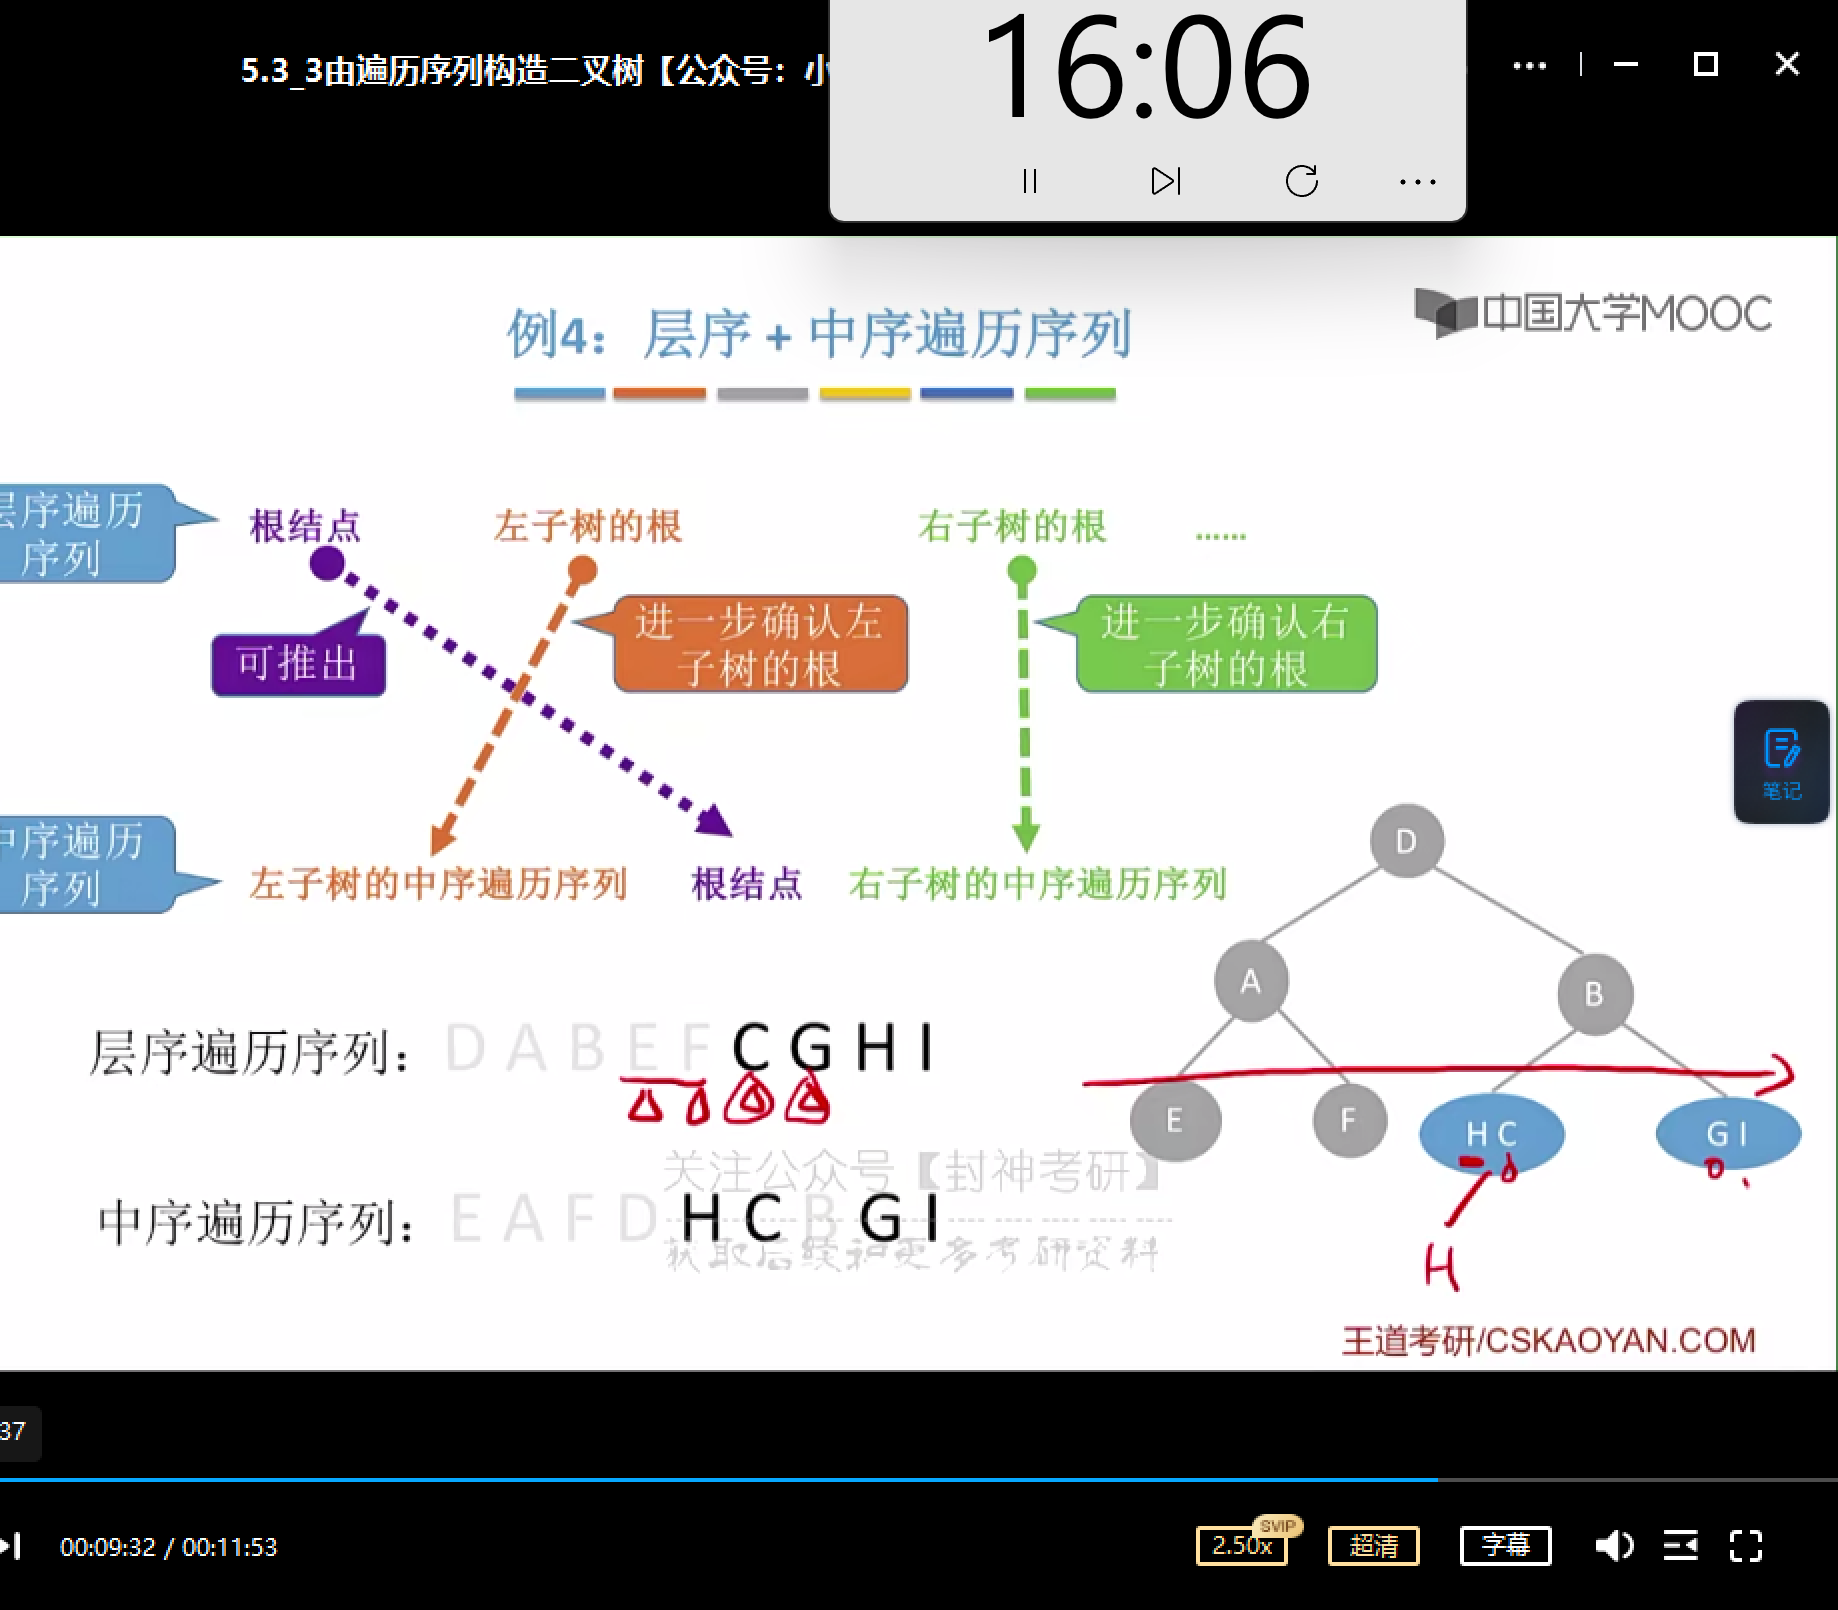 16:06
5.3_3由遍历序列构造二叉树【公众号：小
中国大学MOOC
例4：层序 + 中序遍历序列
层序遍历
序列
根结点
左子树的根
右子树的根
……
可推出
进一步确认左
子树的根
进一步确认右
子树的根
笔记
中序遍历
序列
左子树的中序遍历序列
根结点
右子树的中序遍历序列
D
A
B
E
F
H C
G I
H
层序遍历序列：D A B E F C G H I
关注公众号【封神考研】
中序遍历序列：E A F D H C B G I
获取后续和更多考研资料
王道考研/CSKAOYAN.COM
37
00:09:32 / 00:11:53
SVIP
2.50x
超清
字幕